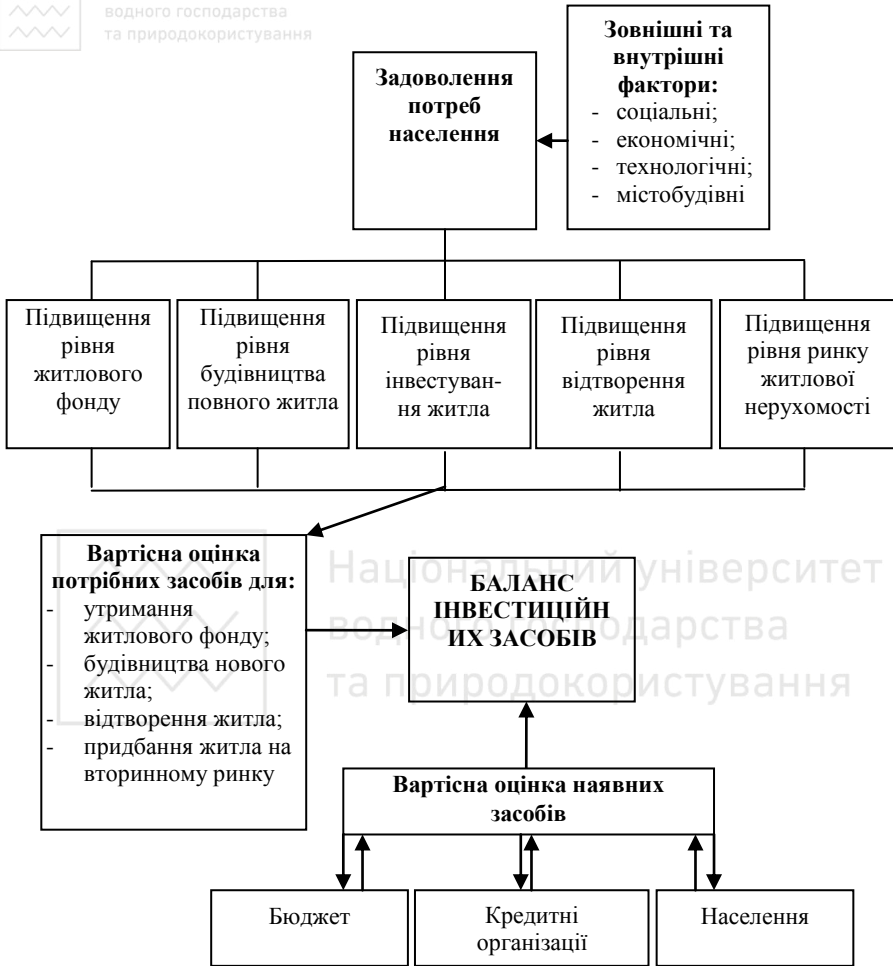 водного господарства
та природокористування
Зовнішні та
внутрішні
фактори:
- соціальні;
- економічні;
- технологічні;
- містобудівні
Задоволення
потреб
населення
Підвищення
рівня
житлового
фонду
Підвищення
рівня
будівництва
повного житла
Підвищення
рівня
інвестуван-
ня житла
Підвищення
рівня
відтворення
житла
Підвищення
рівня ринку
житлової
нерухомості
Вартісна оцінка
потрібних засобів для:
- утримання
житлового фонду;
- будівництва нового
житла;
- відтворення житла;
- придбання житла на
вторинному ринку
Національний університет
водного господарства
та природокористування
БАЛАНС
ІНВЕСТИЦІЙН
ИХ ЗАСОБІВ
Вартісна оцінка наявних
засобів
Бюджет
Кредитні
організації
Населення